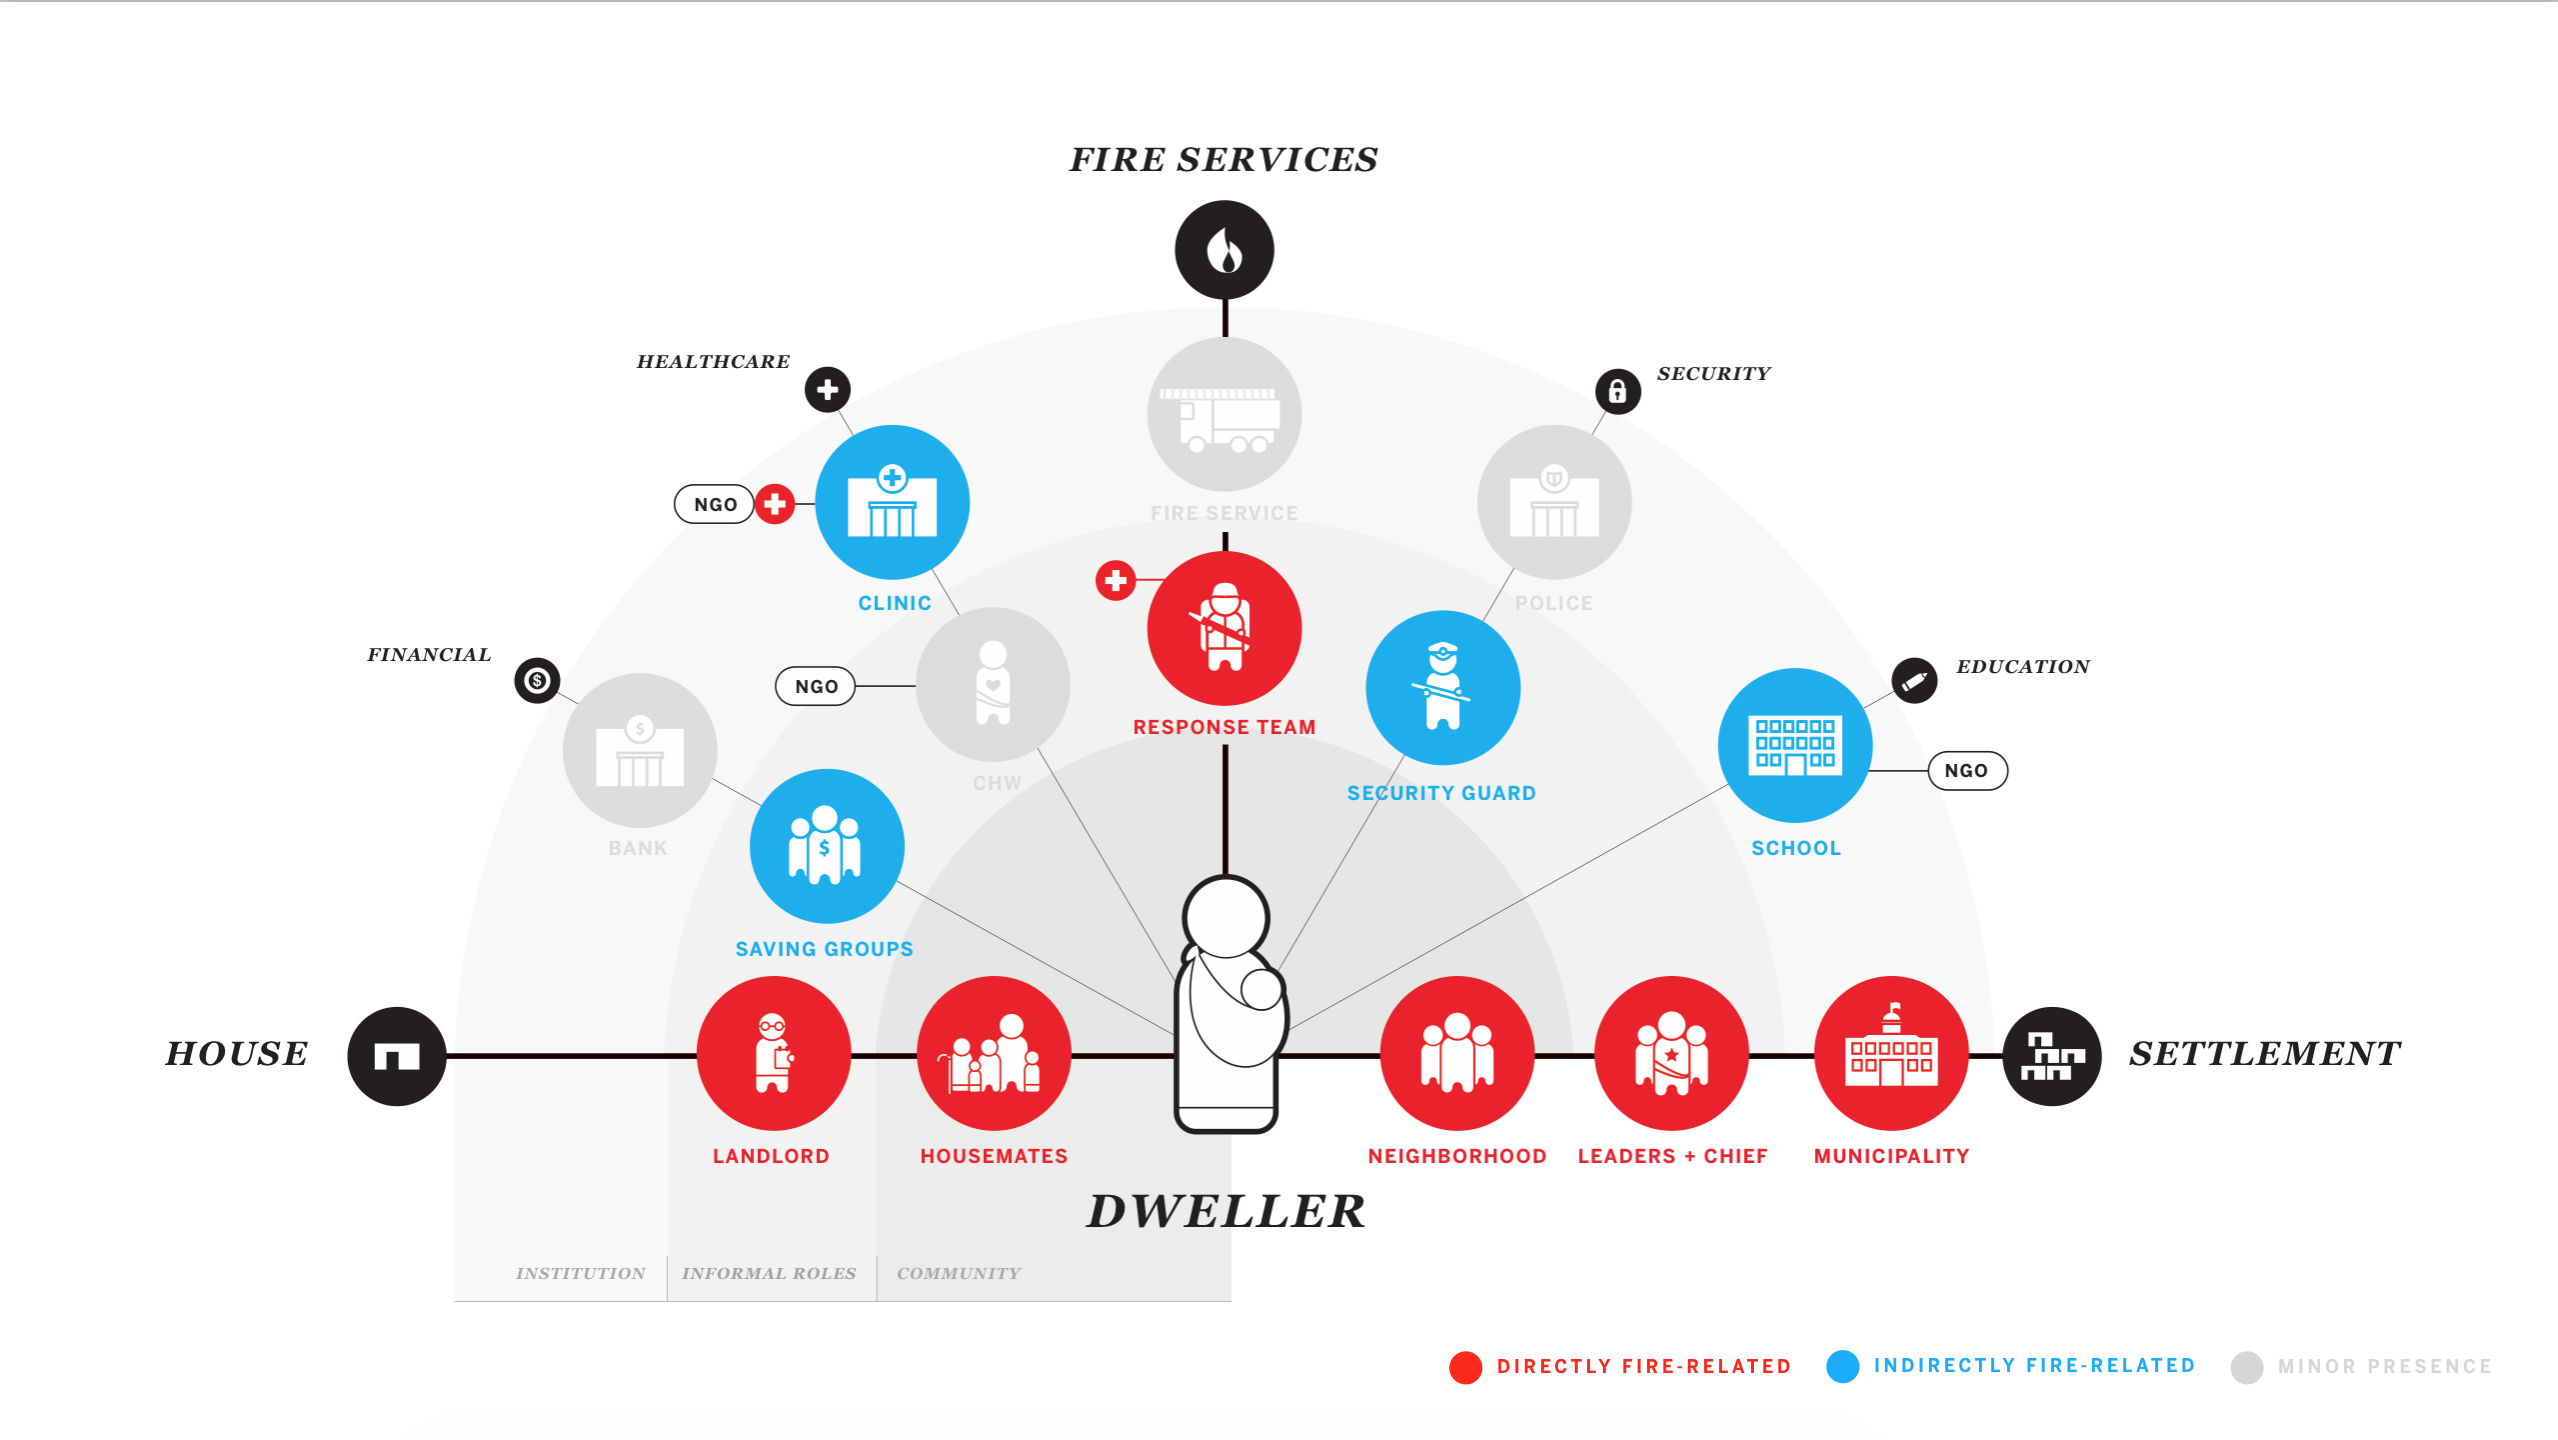 FIRE SERVICES
HEALTHCARE
SECURITY
NGO
FIRE SERVICE
CLINIC
POLICE
FINANCIAL
EDUCATION
NGO
RESPONSE TEAM
NGO
CHW
SECURITY GUARD
BANK
SCHOOL
$
$
$
SAVING GROUPS
HOUSE
SETTLEMENT
LANDLORD
HOUSEMATES
NEIGHBORHOOD
LEADERS + CHIEF
MUNICIPALITY
DWELLER
INSTITUTION
INFORMAL ROLES
COMMUNITY
DIRECTLY FIRE-RELATED
INDIRECTLY FIRE-RELATED
MINOR PRESENCE